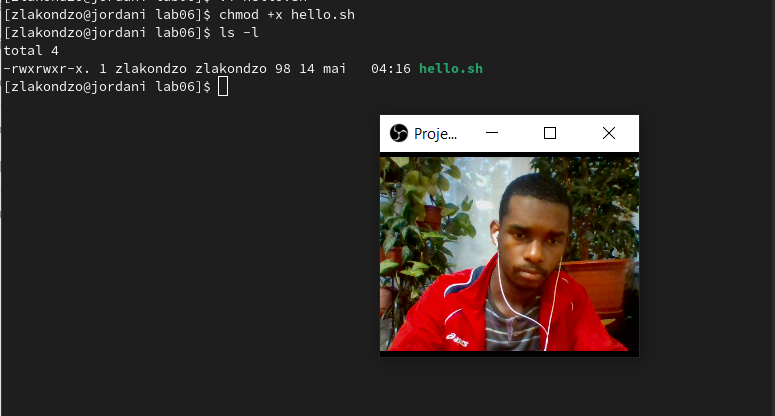 [zlakondzo@jordani lab06]$ chmod +x hello.sh
[zlakondzo@jordani lab06]$ ls -l
total 4
-rwxrwxr-x. 1 zlakondzo zlakondzo 98 14 mai   04:16 hello.sh
[zlakondzo@jordani lab06]$
Proje...
asics